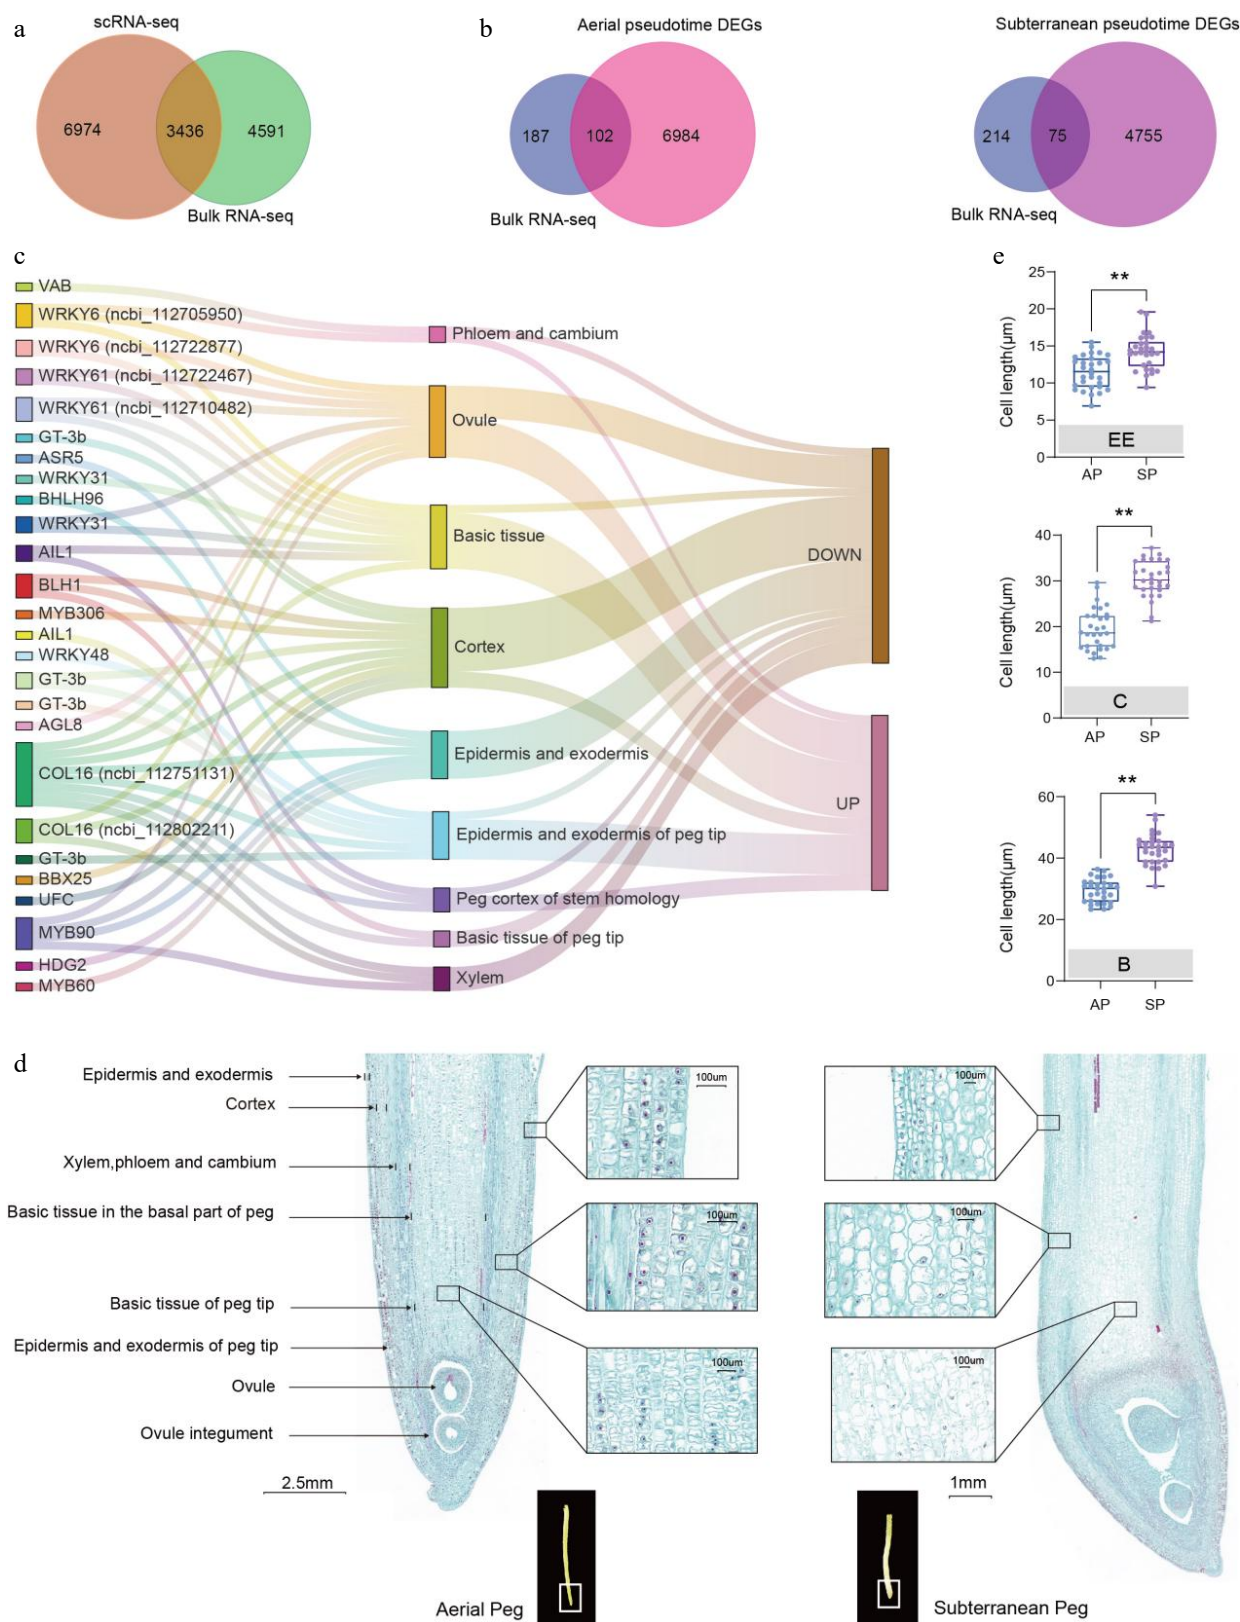 a
scRNA-seq
6974
3436
4591
Bulk RNA-seq
b
Aerial pseudotime DEGs
187
102
6984
Bulk RNA-seq
Subterranean pseudotime DEGs
214
75
4755
Bulk RNA-seq
c
VAB
WRKY6 (ncbi_112705950)
WRKY6 (ncbi_112722877)
WRKY61 (ncbi_112722467)
WRKY61 (ncbi_112710482)
GT-3b
ASR5
WRKY31
BHLH96
WRKY31
AIL1
BLH1
MYB306
AIL1
WRKY48
GT-3b
GT-3b
AGL8
COL16 (ncbi_112751131)
COL16 (ncbi_112802211)
GT-3b
BBX25
UFC
MYB90
HDG2
MYB60
Phloem and cambium
Ovule
Basic tissue
Cortex
Epidermis and exodermis
Epidermis and exodermis of peg tip
Peg cortex of stem homology
Basic tissue of peg tip
Xylem
DOWN
UP
e
25
20
15
10
5
0
Cell length(μm)
**
EE
AP
SP
40
30
20
10
0
Cell length(μm)
**
C
AP
SP
60
40
20
0
Cell length(μm)
**
B
AP
SP
d
Epidermis and exodermis
Cortex
Xylem,phloem and cambium
Basic tissue in the basal part of peg
Basic tissue of peg tip
Epidermis and exodermis of peg tip
Ovule
Ovule integument
2.5mm
100um
100um
100um
Aerial Peg
100um
100um
100um
1mm
Subterranean Peg